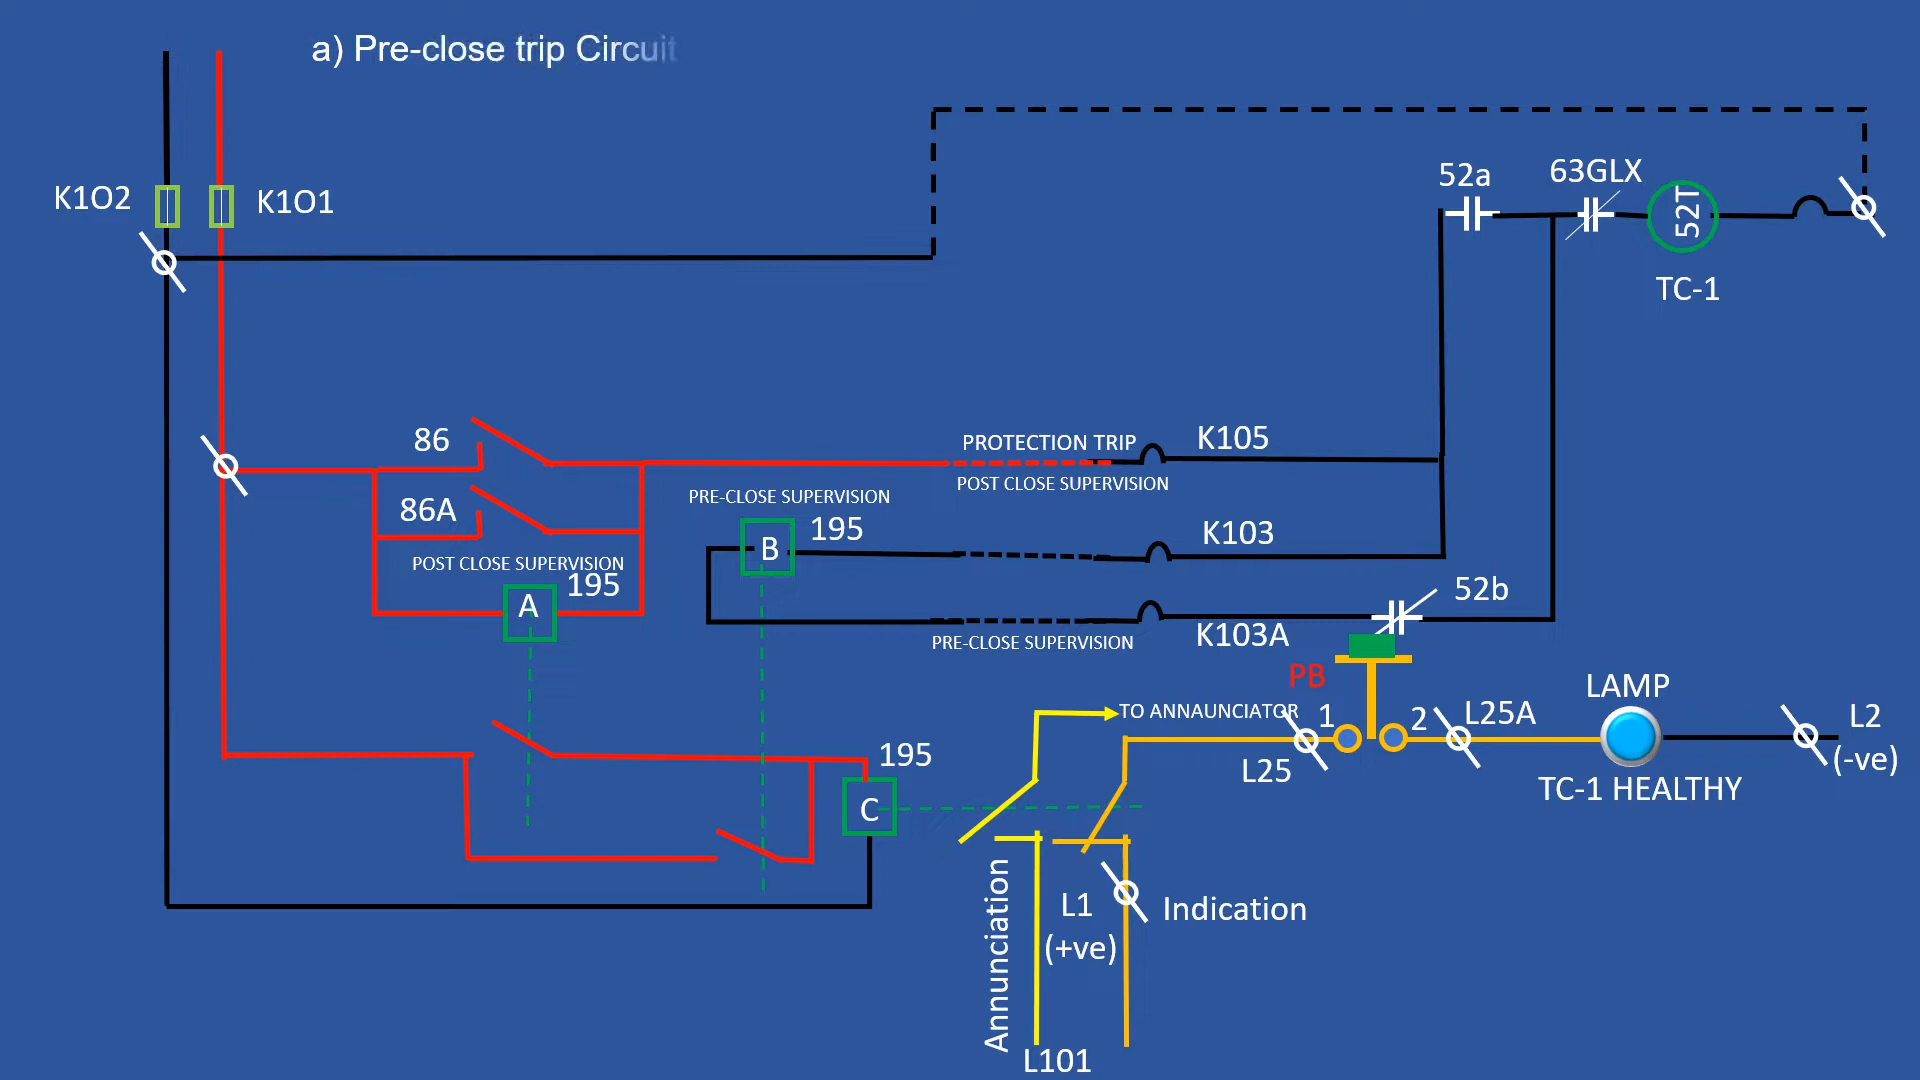 a) Pre-close trip Circuit
K1O2
K1O1
52a
63GLX
52T
TC-1
86
PROTECTION TRIP
K105
POST CLOSE SUPERVISION
PRE-CLOSE SUPERVISION
86A
195
B
K103
POST CLOSE SUPERVISION
195
A
52b
K103A
PRE-CLOSE SUPERVISION
PB
LAMP
TO ANNAUNCIATOR
1
2
L25A
L2
(-ve)
L25
TC-1 HEALTHY
195
C
Annunciation
L1
(+ve)
Indication
L101